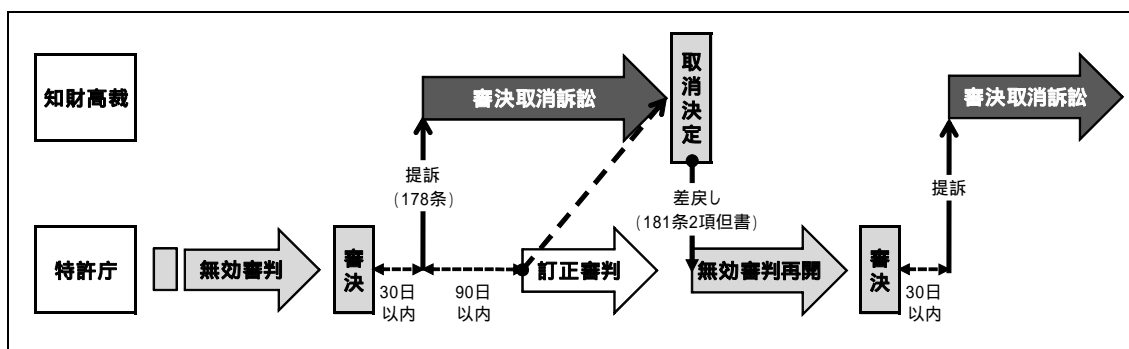 知財高裁
審決取消訴訟
取消決定
審決取消訴訟
提訴
(178条)
差戻し
(181条2項但書)
提訴
特許庁
無効審判
審決
訂正審判
無効審判再開
審決
30日
以内
90日
以内
30日
以内